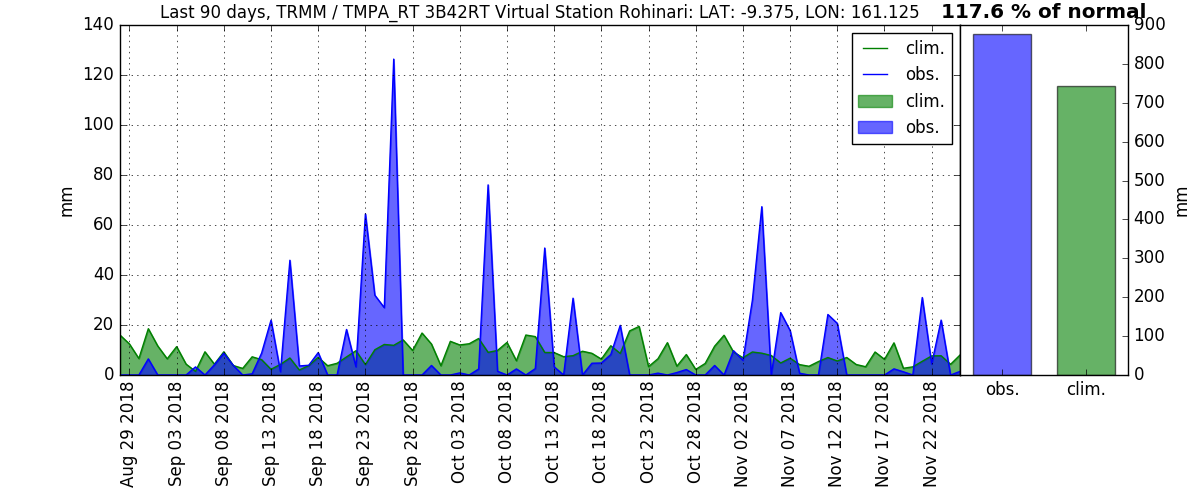 Last 90 days, TRMM / TMPA_RT 3B42RT Virtual Station Rohinari: LAT: -9.375, LON: 161.125
117.6 % of normal
140
120
100
80
60
40
20
0
mm
clim.
obs.
clim.
obs.
900
800
700
600
500
400
300
200
100
0
mm
obs.
clim.
Aug 29 2018
Sep 03 2018
Sep 08 2018
Sep 13 2018
Sep 18 2018
Sep 23 2018
Sep 28 2018
Oct 03 2018
Oct 08 2018
Oct 13 2018
Oct 18 2018
Oct 23 2018
Oct 28 2018
Nov 02 2018
Nov 07 2018
Nov 12 2018
Nov 17 2018
Nov 22 2018